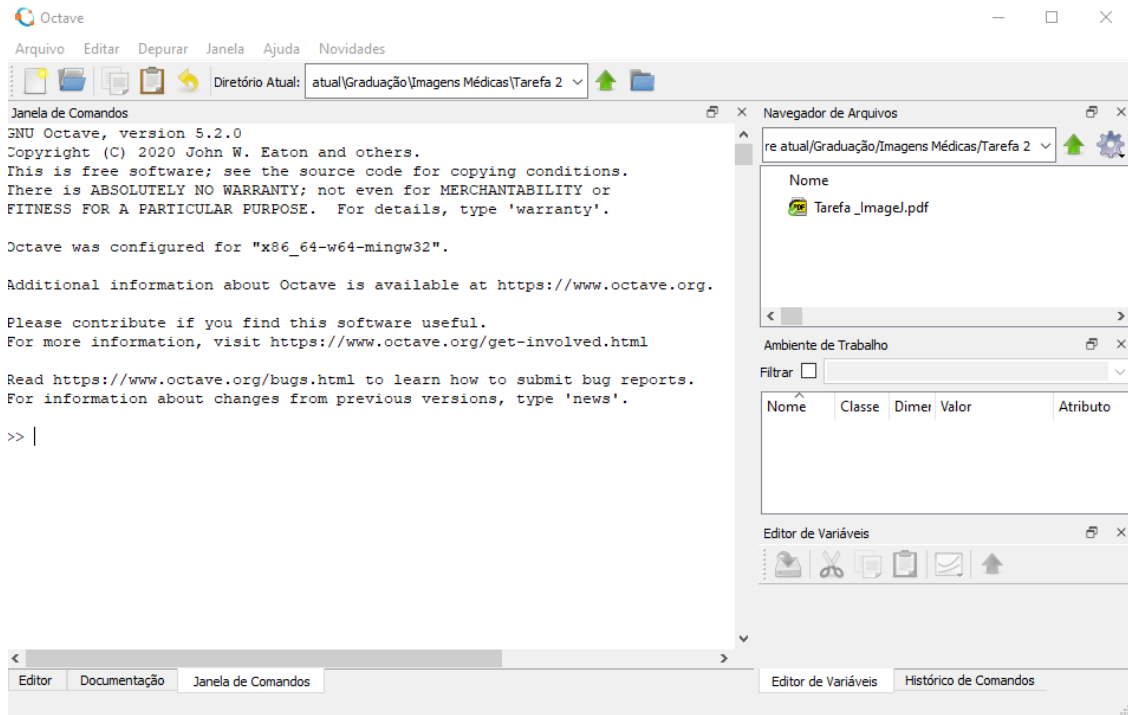 Octave
Arquivo Editar Depurar Janela Ajuda Novidades
Diretório Atual: atual\Graduação\Imagens Médicas\Tarefa 2
Janela de Comandos
GNU Octave, version 5.2.0
Copyright (C) 2020 John W. Eaton and others.
This is free software; see the source code for copying conditions.
There is ABSOLUTELY NO WARRANTY; not even for MERCHANTABILITY or
FITNESS FOR A PARTICULAR PURPOSE.  For details, type 'warranty'.
Octave was configured for "x86_64-w64-mingw32".
Additional information about Octave is available at https://www.octave.org.
Please contribute if you find this software useful.
For more information, visit https://www.octave.org/get-involved.html
Read https://www.octave.org/bugs.html to learn how to submit bug reports.
For information about changes from previous versions, type 'news'.
>>
Navegador de Arquivos
re atual/Graduação/Imagens Médicas/Tarefa 2
Nome
PDF Tarefa _ImageJ.pdf
Ambiente de Trabalho
Filtrar
Nome Classe Dimer Valor Atributo
Editor de Variáveis
Editor Documentação Janela de Comandos
Editor de Variáveis Histórico de Comandos